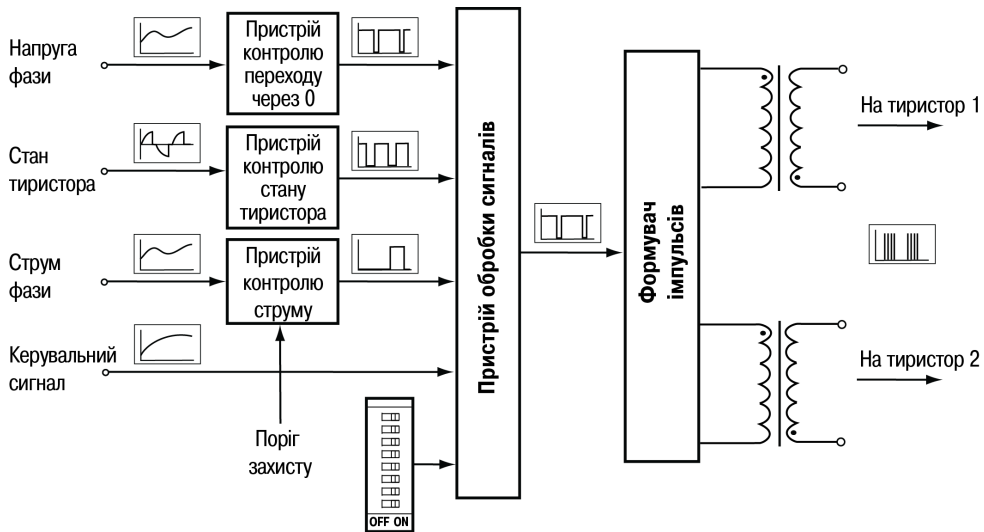 Напруга
фази
Пристрій
контролю
переходу
через 0
Стан
тиристора
Пристрій
контролю
стану
тиристора
Струм
фази
Пристрій
контролю
струму
Керувальний
сигнал
Поріг
захисту
OFF ON
Пристрій обробки сигналів
Формувач
імпульсів
На тиристор 1
На тиристор 2